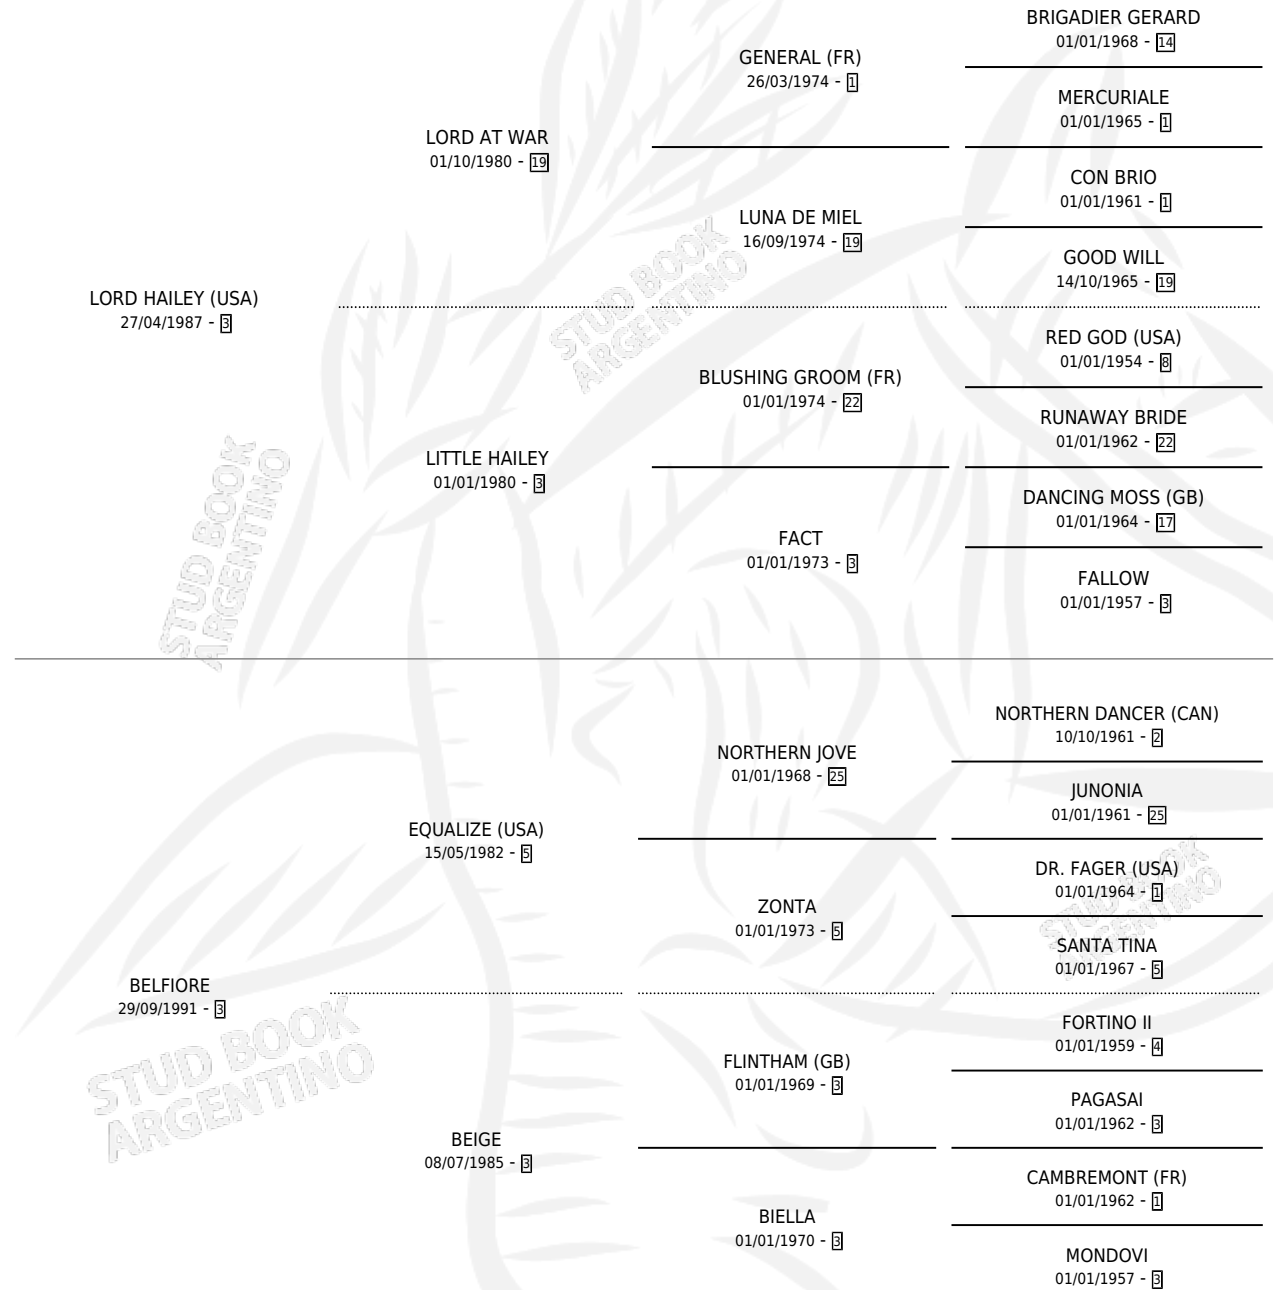 BRIGADIER GERARD
01/01/1968 - 14
GENERAL (FR)
26/03/1974 - 1
MERCURIALE
01/01/1965 - 1
LORD AT WAR
01/10/1980 - 19
CON BRIO
01/01/1961 - 1
LUNA DE MIEL
16/09/1974 - 19
GOOD WILL
14/10/1965 - 19
LORD HAILEY (USA)
27/04/1987 - 3
RED GOD (USA)
01/01/1954 - 8
BLUSHING GROOM (FR)
01/01/1974 - 22
RUNAWAY BRIDE
01/01/1962 - 22
LITTLE HAILEY
01/01/1980 - 3
DANCING MOSS (GB)
01/01/1964 - 17
FACT
01/01/1973 - 3
FALLOW
01/01/1957 - 3
STUD BOOK
ARGENTINO
STUD BOOK
ARGENTINO
NORTHERN DANCER (CAN)
10/10/1961 - 2
NORTHERN JOVE
01/01/1968 - 25
JUNONIA
01/01/1961 - 25
EQUALIZE (USA)
15/05/1982 - 5
DR. FAGER (USA)
01/01/1964 - 1
ZONTA
01/01/1973 - 5
SANTA TINA
01/01/1967 - 5
STUD BOOK
ARGENTINO
BELFIORE
29/09/1991 - 3
FORTINO II
01/01/1959 - 4
FLINTHAM (GB)
01/01/1969 - 3
PAGASAI
01/01/1962 - 3
STUD BOOK
ARGENTINO
BEIGE
08/07/1985 - 3
CAMBREMONT (FR)
01/01/1962 - 1
BIELLA
01/01/1970 - 3
MONDOVI
01/01/1957 - 3